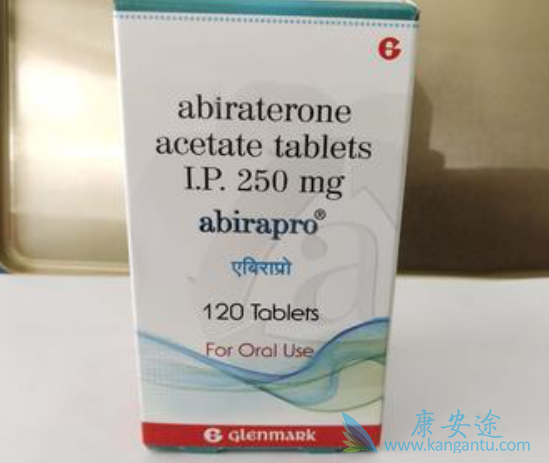 abiraterone
acetate tablets
I.P. 250 mg
abirapro®
एबिराप्रो
120 Tablets
For Oral Use
G glenmark
康安途
www.kangantu.com